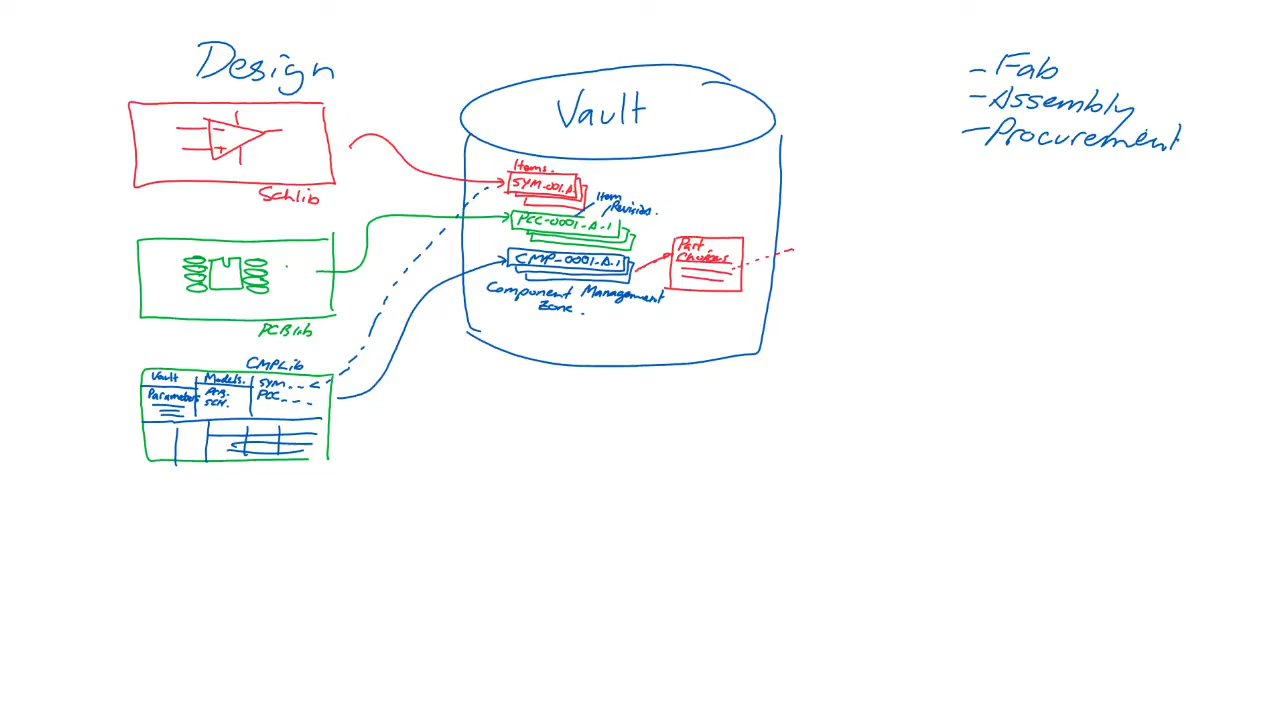 Design
Schlib
PCBlib
CMPLib
Vault
Parameters
Models.
SCH.
SYM - - <
PCC - - -
Vault
Items.
SYM-001.A.
Item
Revision.
PCC-0001-A-1
CMP-0001-A.1
Component Management
Zone.
Part
Choices
- Fab
- Assembly
- Procurement